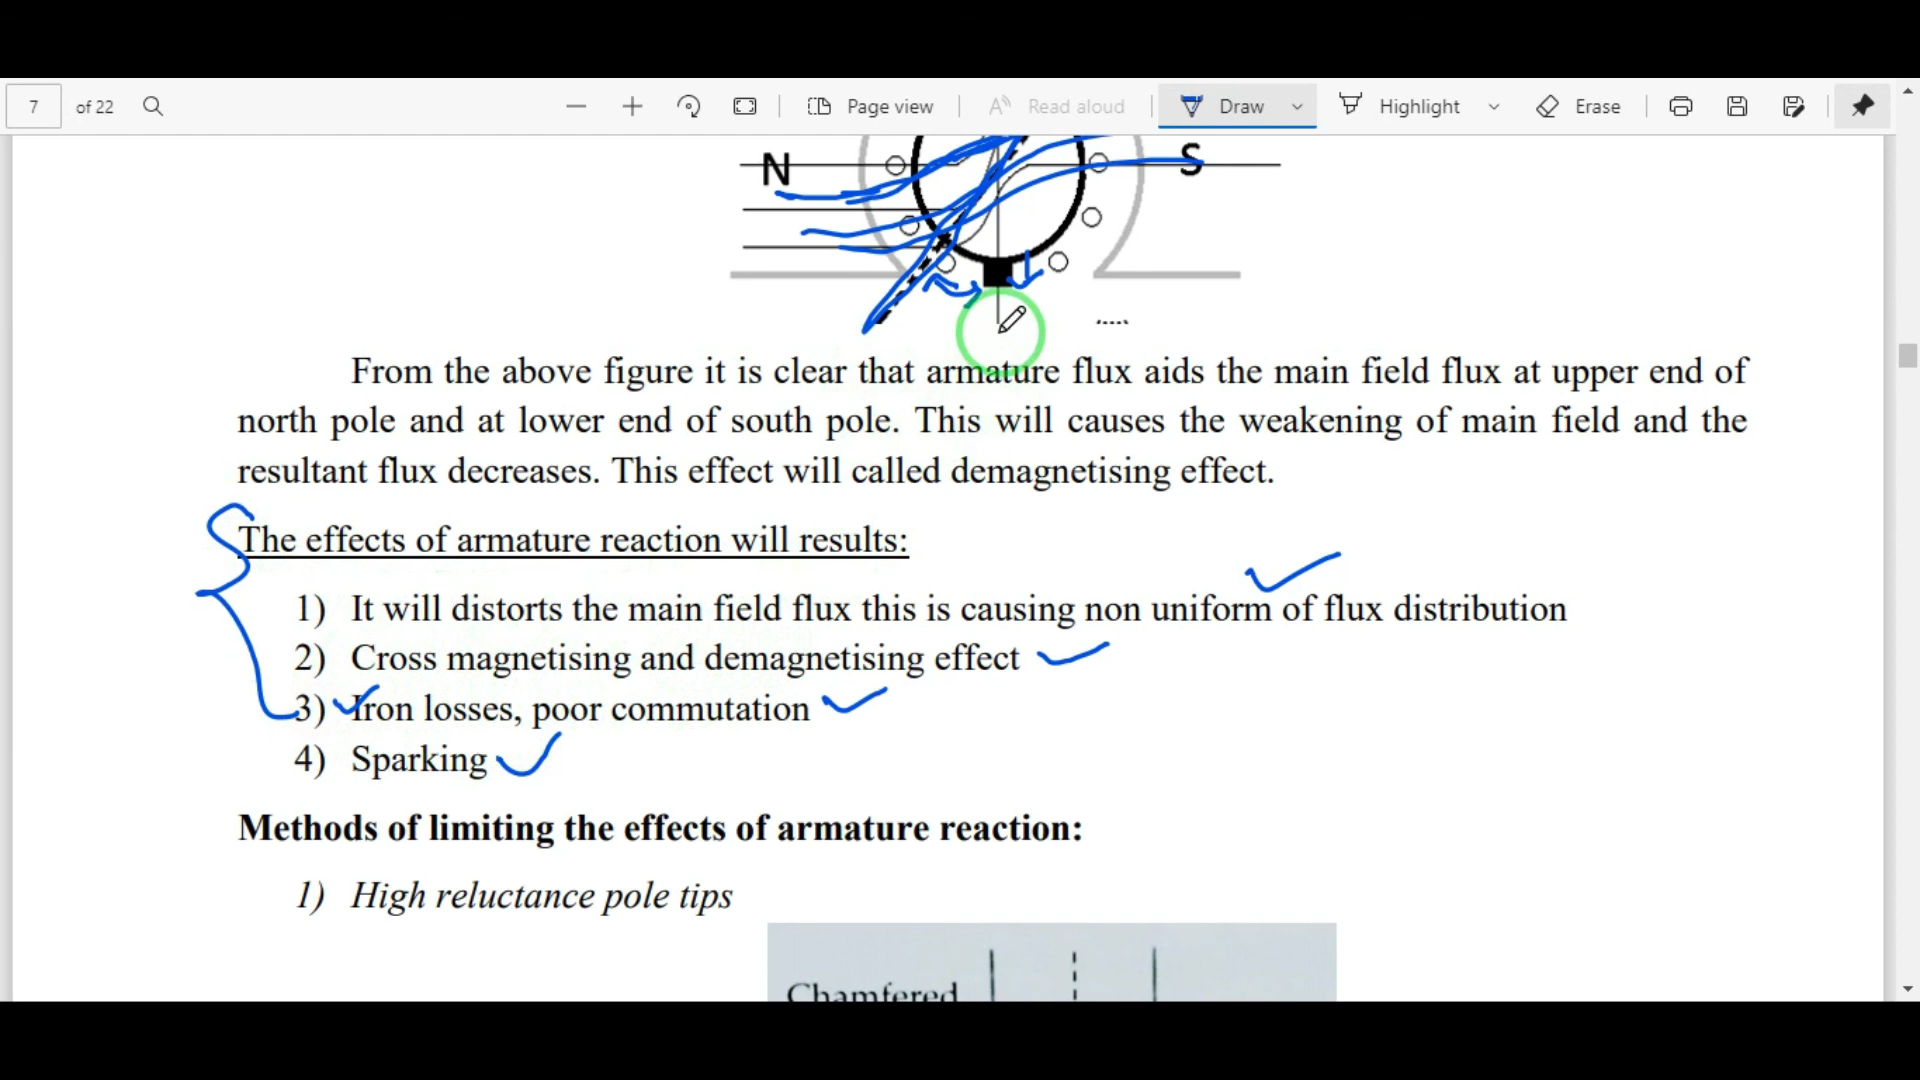 7 of 22 Page view Read aloud Draw Highlight Erase
N S
From the above figure it is clear that armature flux aids the main field flux at upper end of
north pole and at lower end of south pole. This will causes the weakening of main field and the
resultant flux decreases. This effect will called demagnetising effect.
The effects of armature reaction will results:
1) It will distorts the main field flux this is causing non uniform of flux distribution
2) Cross magnetising and demagnetising effect
3) Iron losses, poor commutation
4) Sparking
Methods of limiting the effects of armature reaction:
1) High reluctance pole tips
Chamfered